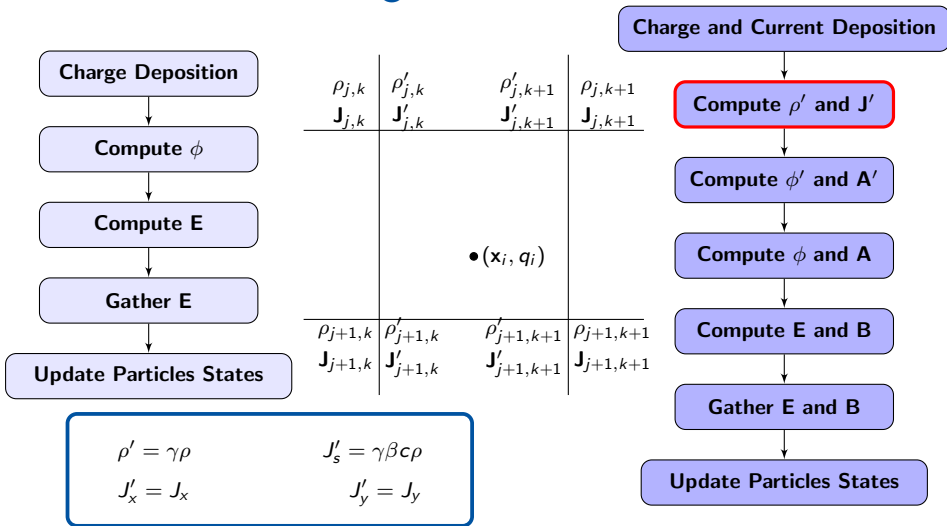 Charge Deposition
Compute ϕ
Compute E
Gather E
Update Particles States
ρ_{j,k} ρ′_{j,k} ρ′_{j,k+1} ρ_{j,k+1}
J_{j,k} J′_{j,k} J′_{j,k+1} J_{j,k+1}
•(x_i, q_i)
ρ_{j+1,k} ρ′_{j+1,k} ρ′_{j+1,k+1} ρ_{j+1,k+1}
J_{j+1,k} J′_{j+1,k} J′_{j+1,k+1} J_{j+1,k+1}
Charge and Current Deposition
Compute ρ′ and J′
Compute ϕ′ and A′
Compute ϕ and A
Compute E and B
Gather E and B
Update Particles States
ρ′ = γρ J′_s = γβcρ
J′_x = J_x J′_y = J_y